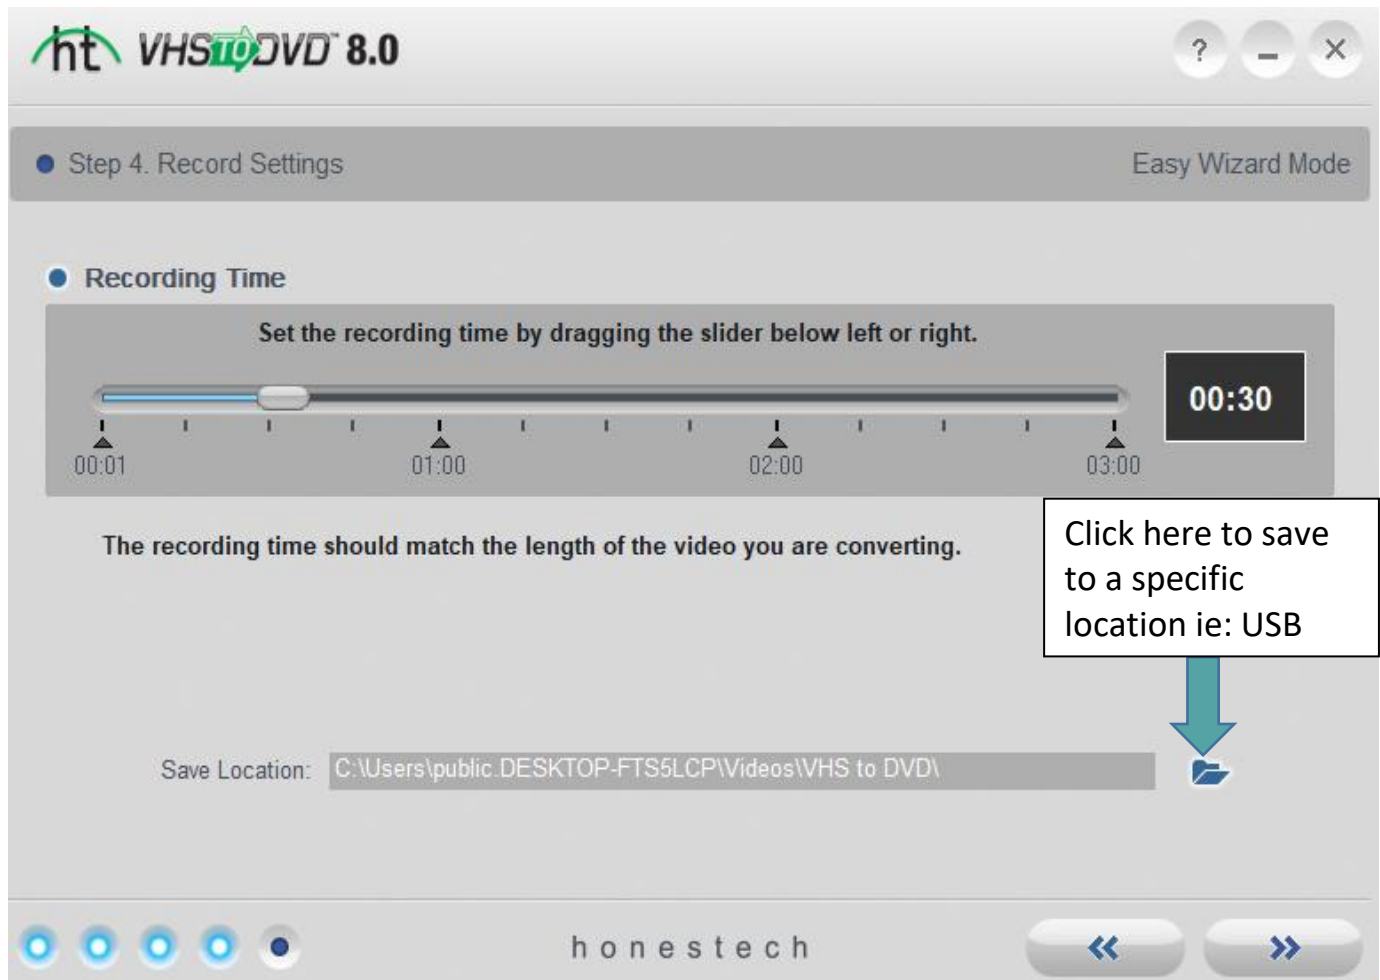 ht VHSTODVD™ 8.0
? – ×
Step 4. Record Settings Easy Wizard Mode
Recording Time
Set the recording time by dragging the slider below left or right.
00:30
00:01 01:00 02:00 03:00
The recording time should match the length of the video you are converting.
Click here to save
to a specific
location ie: USB
Save Location: C:\Users\public.DESKTOP-FTS5LCP\Videos\VHS to DVD\
honestech « »